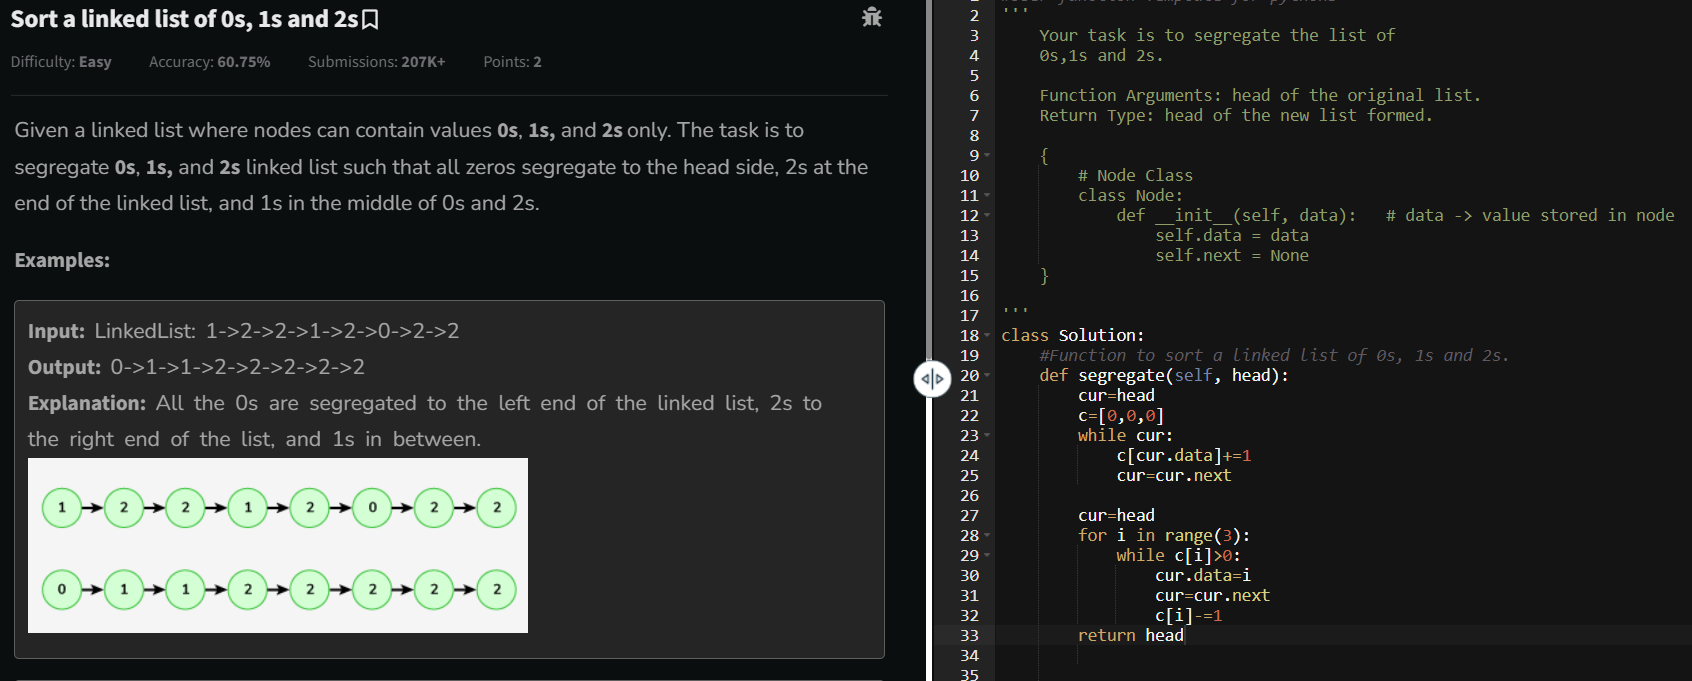 Sort a linked list of 0s, 1s and 2s
Difficulty: Easy Accuracy: 60.75% Submissions: 207K+ Points: 2
Given a linked list where nodes can contain values 0s, 1s, and 2s only. The task is to
segregate 0s, 1s, and 2s linked list such that all zeros segregate to the head side, 2s at the
end of the linked list, and 1s in the middle of 0s and 2s.
Examples:
Input: LinkedList: 1->2->2->1->2->0->2->2
Output: 0->1->1->2->2->2->2->2
Explanation: All the 0s are segregated to the left end of the linked list, 2s to
the right end of the list, and 1s in between.
1 2 2 1 2 0 2 2
0 1 1 2 2 2 2 2
2 '''
3 Your task is to segregate the list of
4 0s,1s and 2s.
5
6 Function Arguments: head of the original list.
7 Return Type: head of the new list formed.
8
9 {
10 # Node Class
11 class Node:
12 def __init__(self, data): # data -> value stored in node
13 self.data = data
14 self.next = None
15 }
16
17 '''
18 class Solution:
19 #Function to sort a linked list of 0s, 1s and 2s.
20 def segregate(self, head):
21 cur=head
22 c=[0,0,0]
23 while cur:
24 c[cur.data]+=1
25 cur=cur.next
26
27 cur=head
28 for i in range(3):
29 while c[i]>0:
30 cur.data=i
31 cur=cur.next
32 c[i]-=1
33 return head
34
35